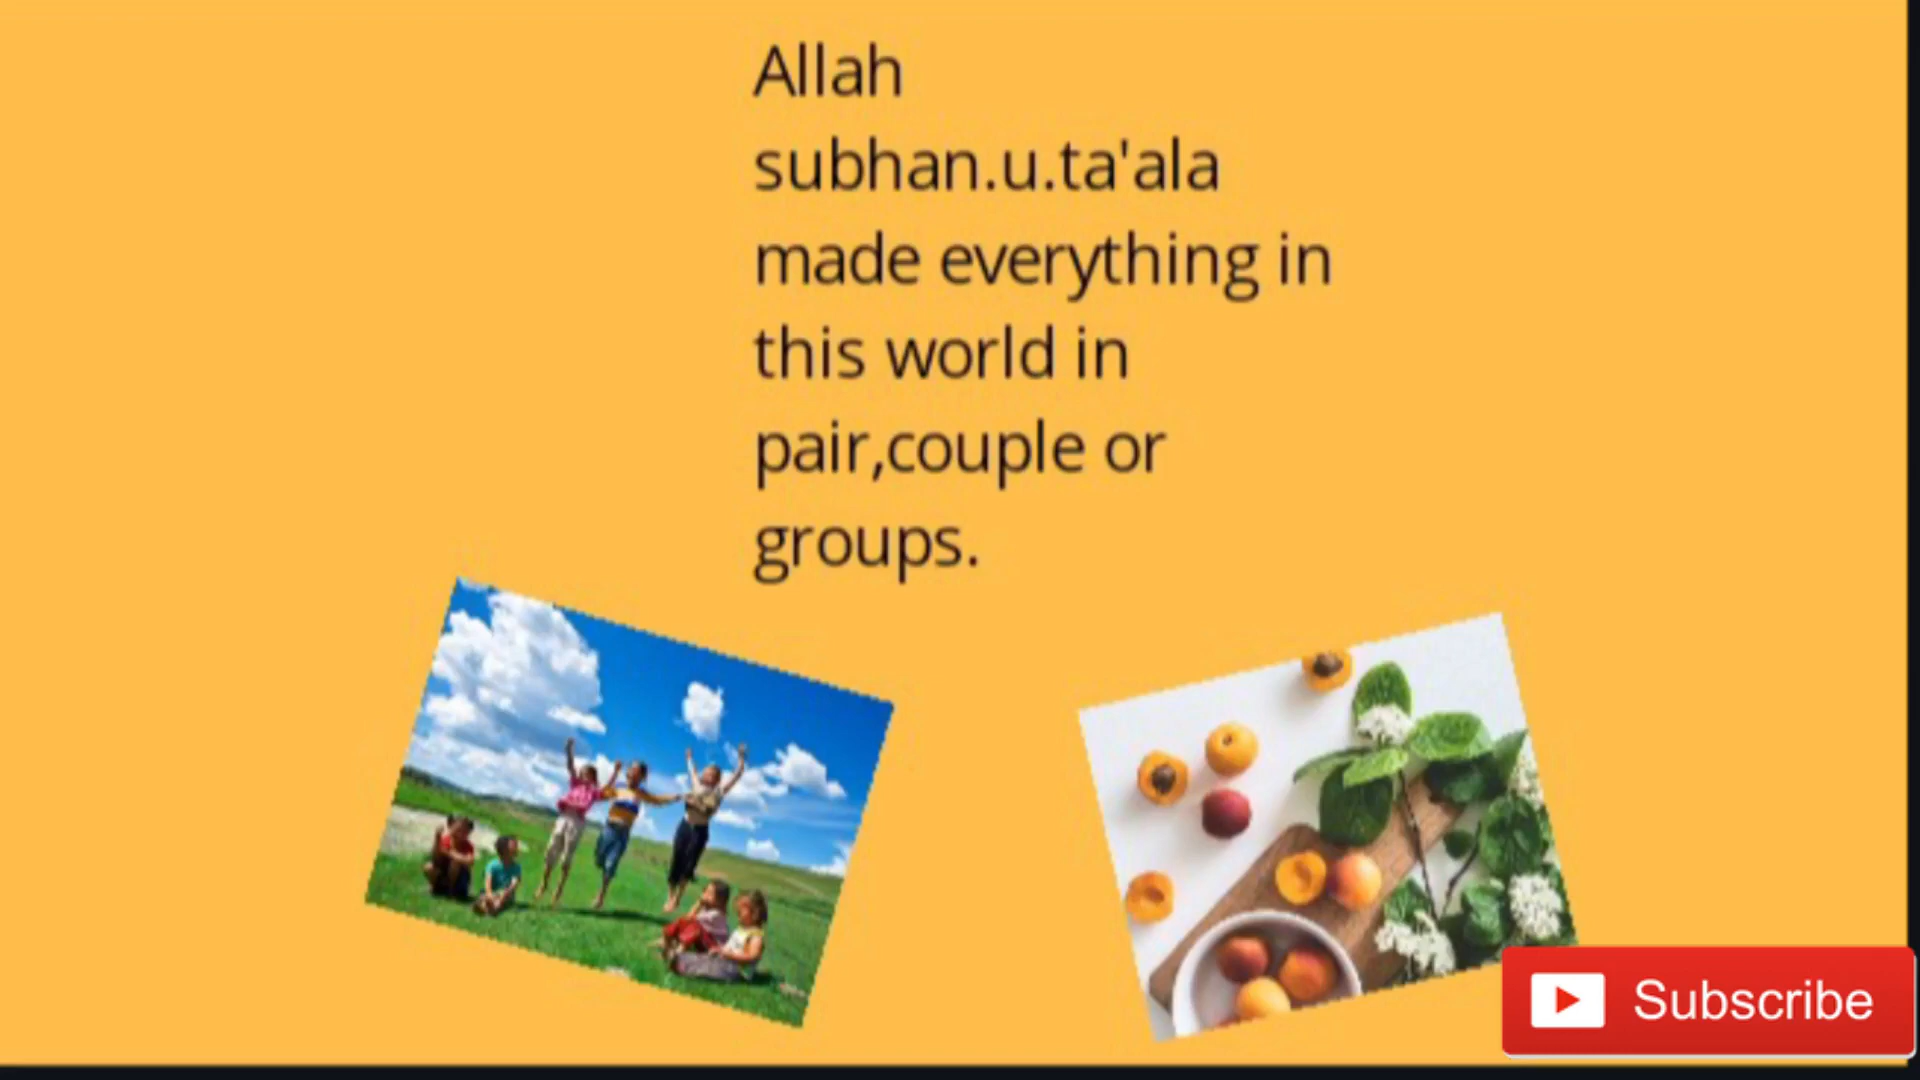 Allah
subhan.u.ta'ala
made everything in
this world in
pair,couple or
groups.
Subscribe